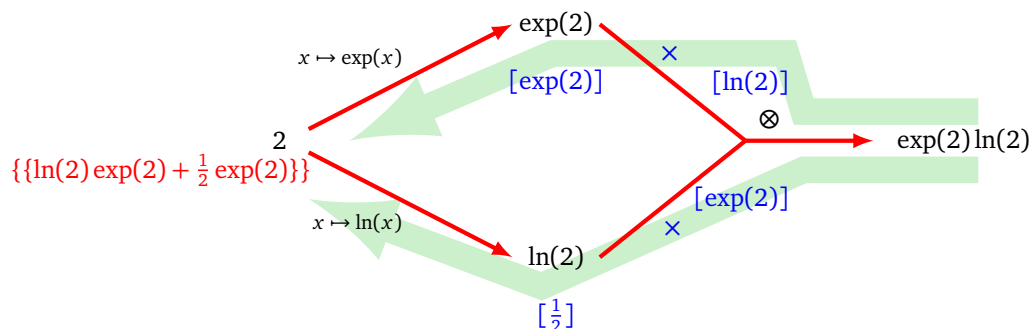 exp(2)
x ↦ exp(x)
×
[exp(2)]
[ln(2)]
⊗
2
exp(2) ln(2)
{{ln(2) exp(2) + 1/2 exp(2)}}
[exp(2)]
x ↦ ln(x)
×
ln(2)
[1/2]